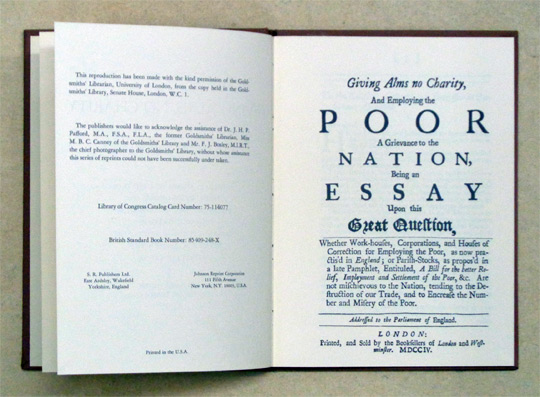 This reproduction has been made with the kind permission of the Gold-
smiths' Librarian, University of London, from the copy held in the Gold-
smiths' Library, Senate House, London, W.C. 1.
The publishers would like to acknowledge the assistance of Dr. J. H. P.
Pafford, M.A., F.S.A., F.L.A., the former Goldsmiths' Librarian, Miss
M. B. C. Canney of the Goldsmiths' Library and Mr. F. J. Bosley, M.I.R.T.,
the chief photographer to the Goldsmiths' Library, without whose assistance
this series of reprints could not have been successfully under taken.
Library of Congress Catalog Card Number: 75-114077
British Standard Book Number: 85409-248-X
S. R. Publishers Ltd.
East Ardsley, Wakefield
Yorkshire, England
Johnson Reprint Corporation
111 Fifth Avenue
New York, N.Y. 10003, USA
Printed in the U.S.A.
Giving Alms no Charity,
And Employing the
POOR
A Grievance to the
NATION,
Being an
ESSAY
Upon this
Great Queſtion,
Whether Work-houſes, Corporations, and Houſes of
Correction for Employing the Poor, as now pra-
ctis'd in England; or Pariſh-Stocks, as propos'd in
a late Pamphlet, Entituled, A Bill for the better Re-
lief, Imployment and Settlement of the Poor, &c. Are
not miſchievous to the Nation, tending to the De-
ſtruction of our Trade, and to Encreaſe the Num-
ber and Miſery of the Poor.
Addreſſed to the Parliament of England.
LONDON:
Printed, and Sold by the Bookſellers of London and Weſt-
minſter. MDCCIV.